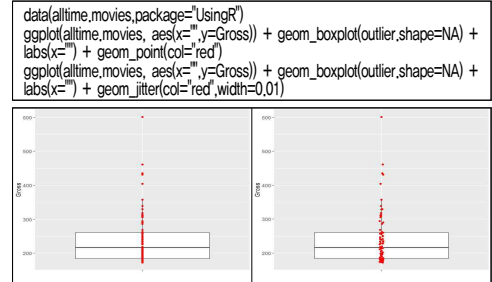 data(alltime,movies,package="UsingR")
ggplot(alltime,movies, aes(x="",y=Gross)) + geom_boxplot(outlier,shape=NA) +
labs(x="") + geom_point(col="red")
ggplot(alltime,movies, aes(x="",y=Gross)) + geom_boxplot(outlier,shape=NA) +
labs(x="") + geom_jitter(col="red",width=0,01)
600-
500-
400-
300-
200-
Gross
600-
500-
400-
300-
200-
Gross